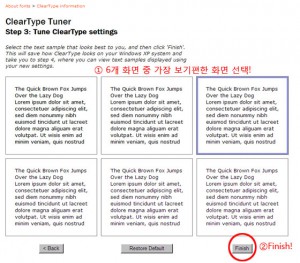 About fonts > ClearType information
ClearType Tuner
Step 3: Tune ClearType settings
Select the text sample that looks best to you, and then click 'Finish'.
This will save how ClearType looks on your Windows XP system and
take you to step 4, where you can view text samples displayed using
your new settings.
① 6개 화면 중 가장 보기편한 화면 선택!
The Quick Brown Fox Jumps
Over the Lazy Dog
Lorem ipsum dolor sit amet,
consectetuer adipiscing elit,
sed diam nonummy nibh
euismod tincidunt ut laoreet
dolore magna aliguam erat
volutpat. Ut wisis enim ad
minim veniam, quis nostrud
The Quick Brown Fox Jumps
Over the Lazy Dog
Lorem ipsum dolor sit amet,
consectetuer adipiscing elit,
sed diam nonummy nibh
euismod tincidunt ut laoreet
dolore magna aliguam erat
volutpat. Ut wisis enim ad
minim veniam, quis nostrud
The Quick Brown Fox Jumps
Over the Lazy Dog
Lorem ipsum dolor sit amet,
consectetuer adipiscing elit,
sed diam nonummy nibh
euismod tincidunt ut laoreet
dolore magna aliguam erat
volutpat. Ut wisis enim ad
minim veniam, quis nostrud
The Quick Brown Fox Jumps
Over the Lazy Dog
Lorem ipsum dolor sit amet,
consectetuer adipiscing elit,
sed diam nonummy nibh
euismod tincidunt ut laoreet
dolore magna aliguam erat
volutpat. Ut wisis enim ad
minim veniam, quis nostrud
The Quick Brown Fox Jumps
Over the Lazy Dog
Lorem ipsum dolor sit amet,
consectetuer adipiscing elit,
sed diam nonummy nibh
euismod tincidunt ut laoreet
dolore magna aliguam erat
volutpat. Ut wisis enim ad
minim veniam, quis nostrud
The Quick Brown Fox Jumps
Over the Lazy Dog
Lorem ipsum dolor sit amet,
consectetuer adipiscing elit,
sed diam nonummy nibh
euismod tincidunt ut laoreet
dolore magna aliguam erat
volutpat. Ut wisis enim ad
minim veniam, quis nostrud
< Back
Restore Default
Finish
②Finish!